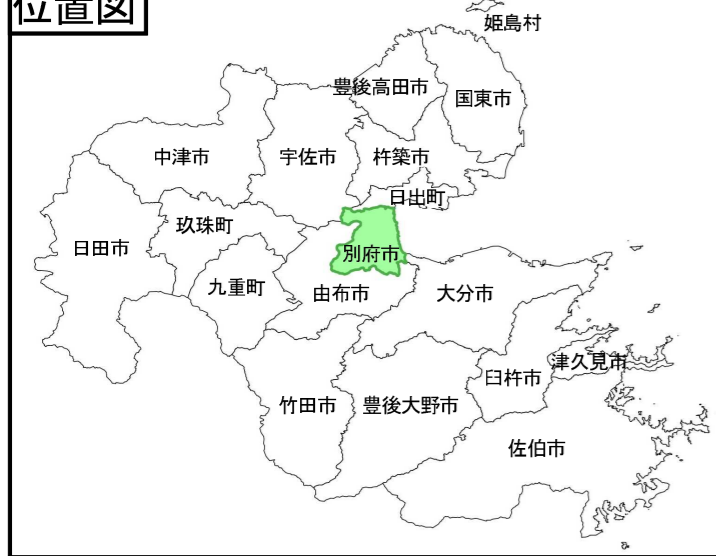 位置図
姫島村
豊後高田市
国東市
中津市
宇佐市
杵築市
日出町
玖珠町
日田市
別府市
九重町
由布市
大分市
津久見市
臼杵市
竹田市
豊後大野市
佐伯市